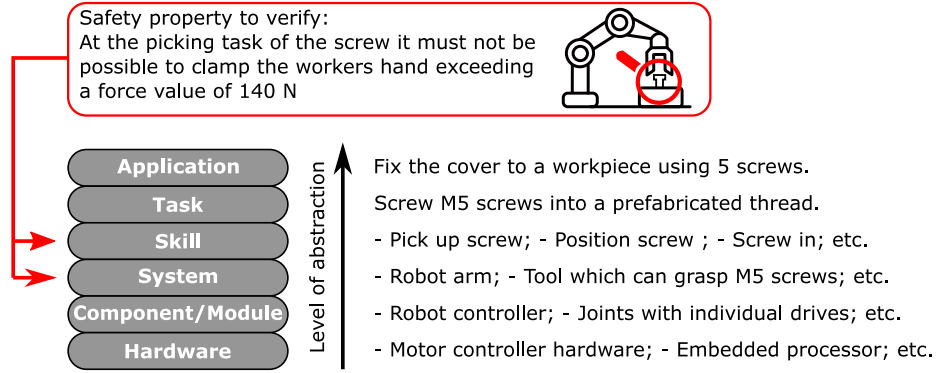 Safety property to verify:
At the picking task of the screw it must not be
possible to clamp the workers hand exceeding
a force value of 140 N
Application
Fix the cover to a workpiece using 5 screws.
Task
Screw M5 screws into a prefabricated thread.
Skill
- Pick up screw; - Position screw ; - Screw in; etc.
System
- Robot arm; - Tool which can grasp M5 screws; etc.
Component/Module
- Robot controller; - Joints with individual drives; etc.
Hardware
- Motor controller hardware; - Embedded processor; etc.
Level of abstraction